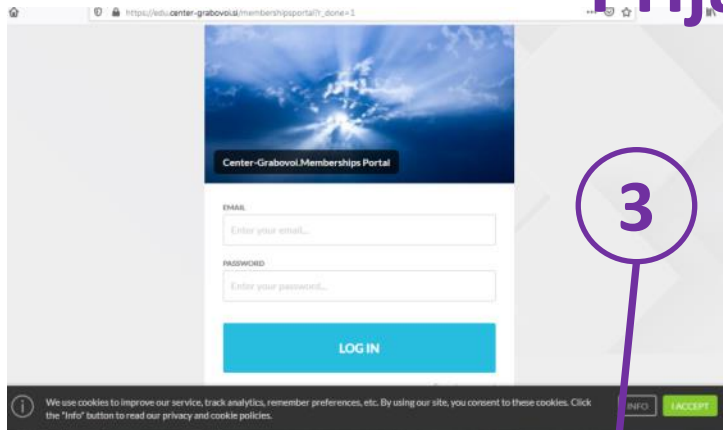 https://edu.center-grabovoi.si/membershipsportal?r_done=1
Center-Grabovoi.Memberships Portal
3
EMAIL
Enter your email...
PASSWORD
Enter your password...
LOG IN
We use cookies to improve our service, track analytics, remember preferences, etc. By using our site, you consent to these cookies. Click
the "Info" button to read our privacy and cookie policies.
INFO
I ACCEPT